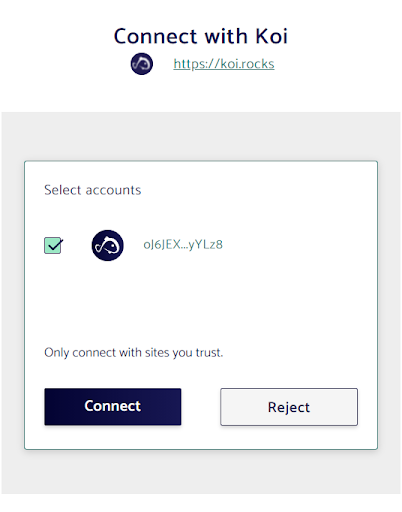 Connect with Koi
https://koi.rocks
Select accounts
oJ6JEX...yYLz8
Only connect with sites you trust.
Connect
Reject